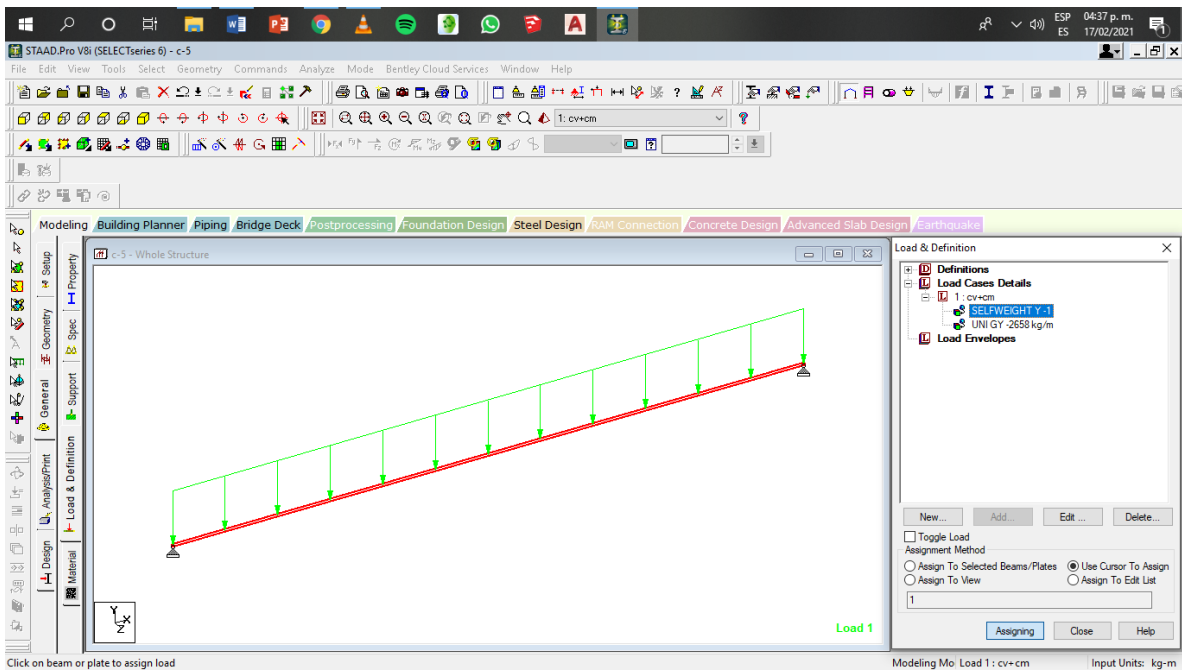 ESP 04:37 p. m.
ES 17/02/2021
STAAD.Pro V8i (SELECTseries 6) - c-5
File Edit View Tools Select Geometry Commands Analyze Mode Bentley Cloud Services Window Help
1: cv+cm
Modeling Building Planner Piping Bridge Deck Postprocessing Foundation Design Steel Design RAM Connection Concrete Design Advanced Slab Design Earthquake
Setup
Geometry
General
Analysis/Print
Design
Property
Spec
Support
Load & Definition
Material
c-5 - Whole Structure
Y
X
Z
Load 1
Load & Definition
Definitions
Load Cases Details
1 : cv+cm
SELFWEIGHT Y -1
UNI GY -2658 kg/m
Load Envelopes
New... Add... Edit ... Delete...
Toggle Load
Assignment Method
Assign To Selected Beams/Plates Use Cursor To Assign
Assign To View Assign To Edit List
1
Assigning Close Help
Click on beam or plate to assign load Modeling Mo Load 1 : cv+cm Input Units: kg-m